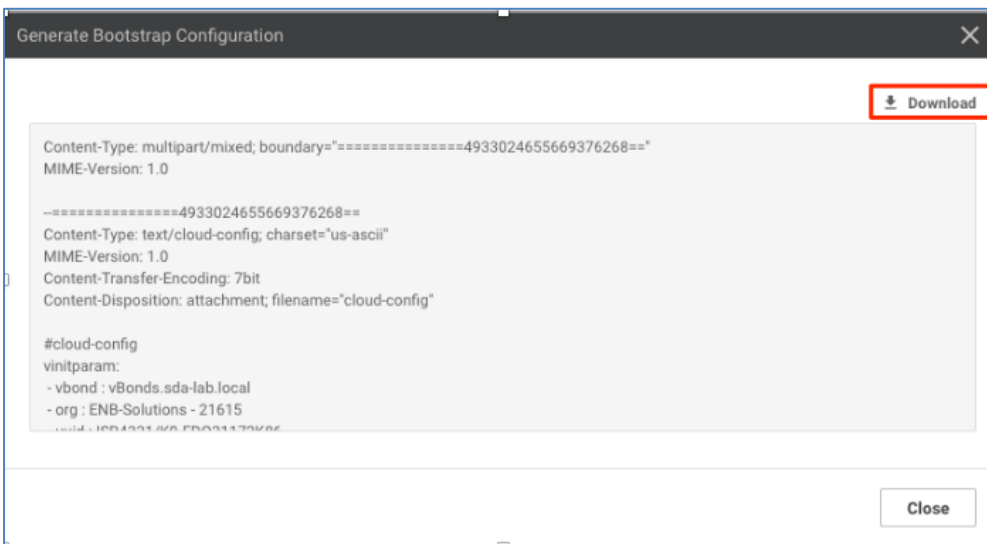 Generate Bootstrap Configuration
Download
Content-Type: multipart/mixed; boundary="===============4933024655669376268=="
MIME-Version: 1.0
--===============4933024655669376268==
Content-Type: text/cloud-config; charset="us-ascii"
MIME-Version: 1.0
Content-Transfer-Encoding: 7bit
Content-Disposition: attachment; filename="cloud-config"
#cloud-config
vinitparam:
- vbond : vBonds.sda-lab.local
- org : ENB-Solutions - 21615
Close